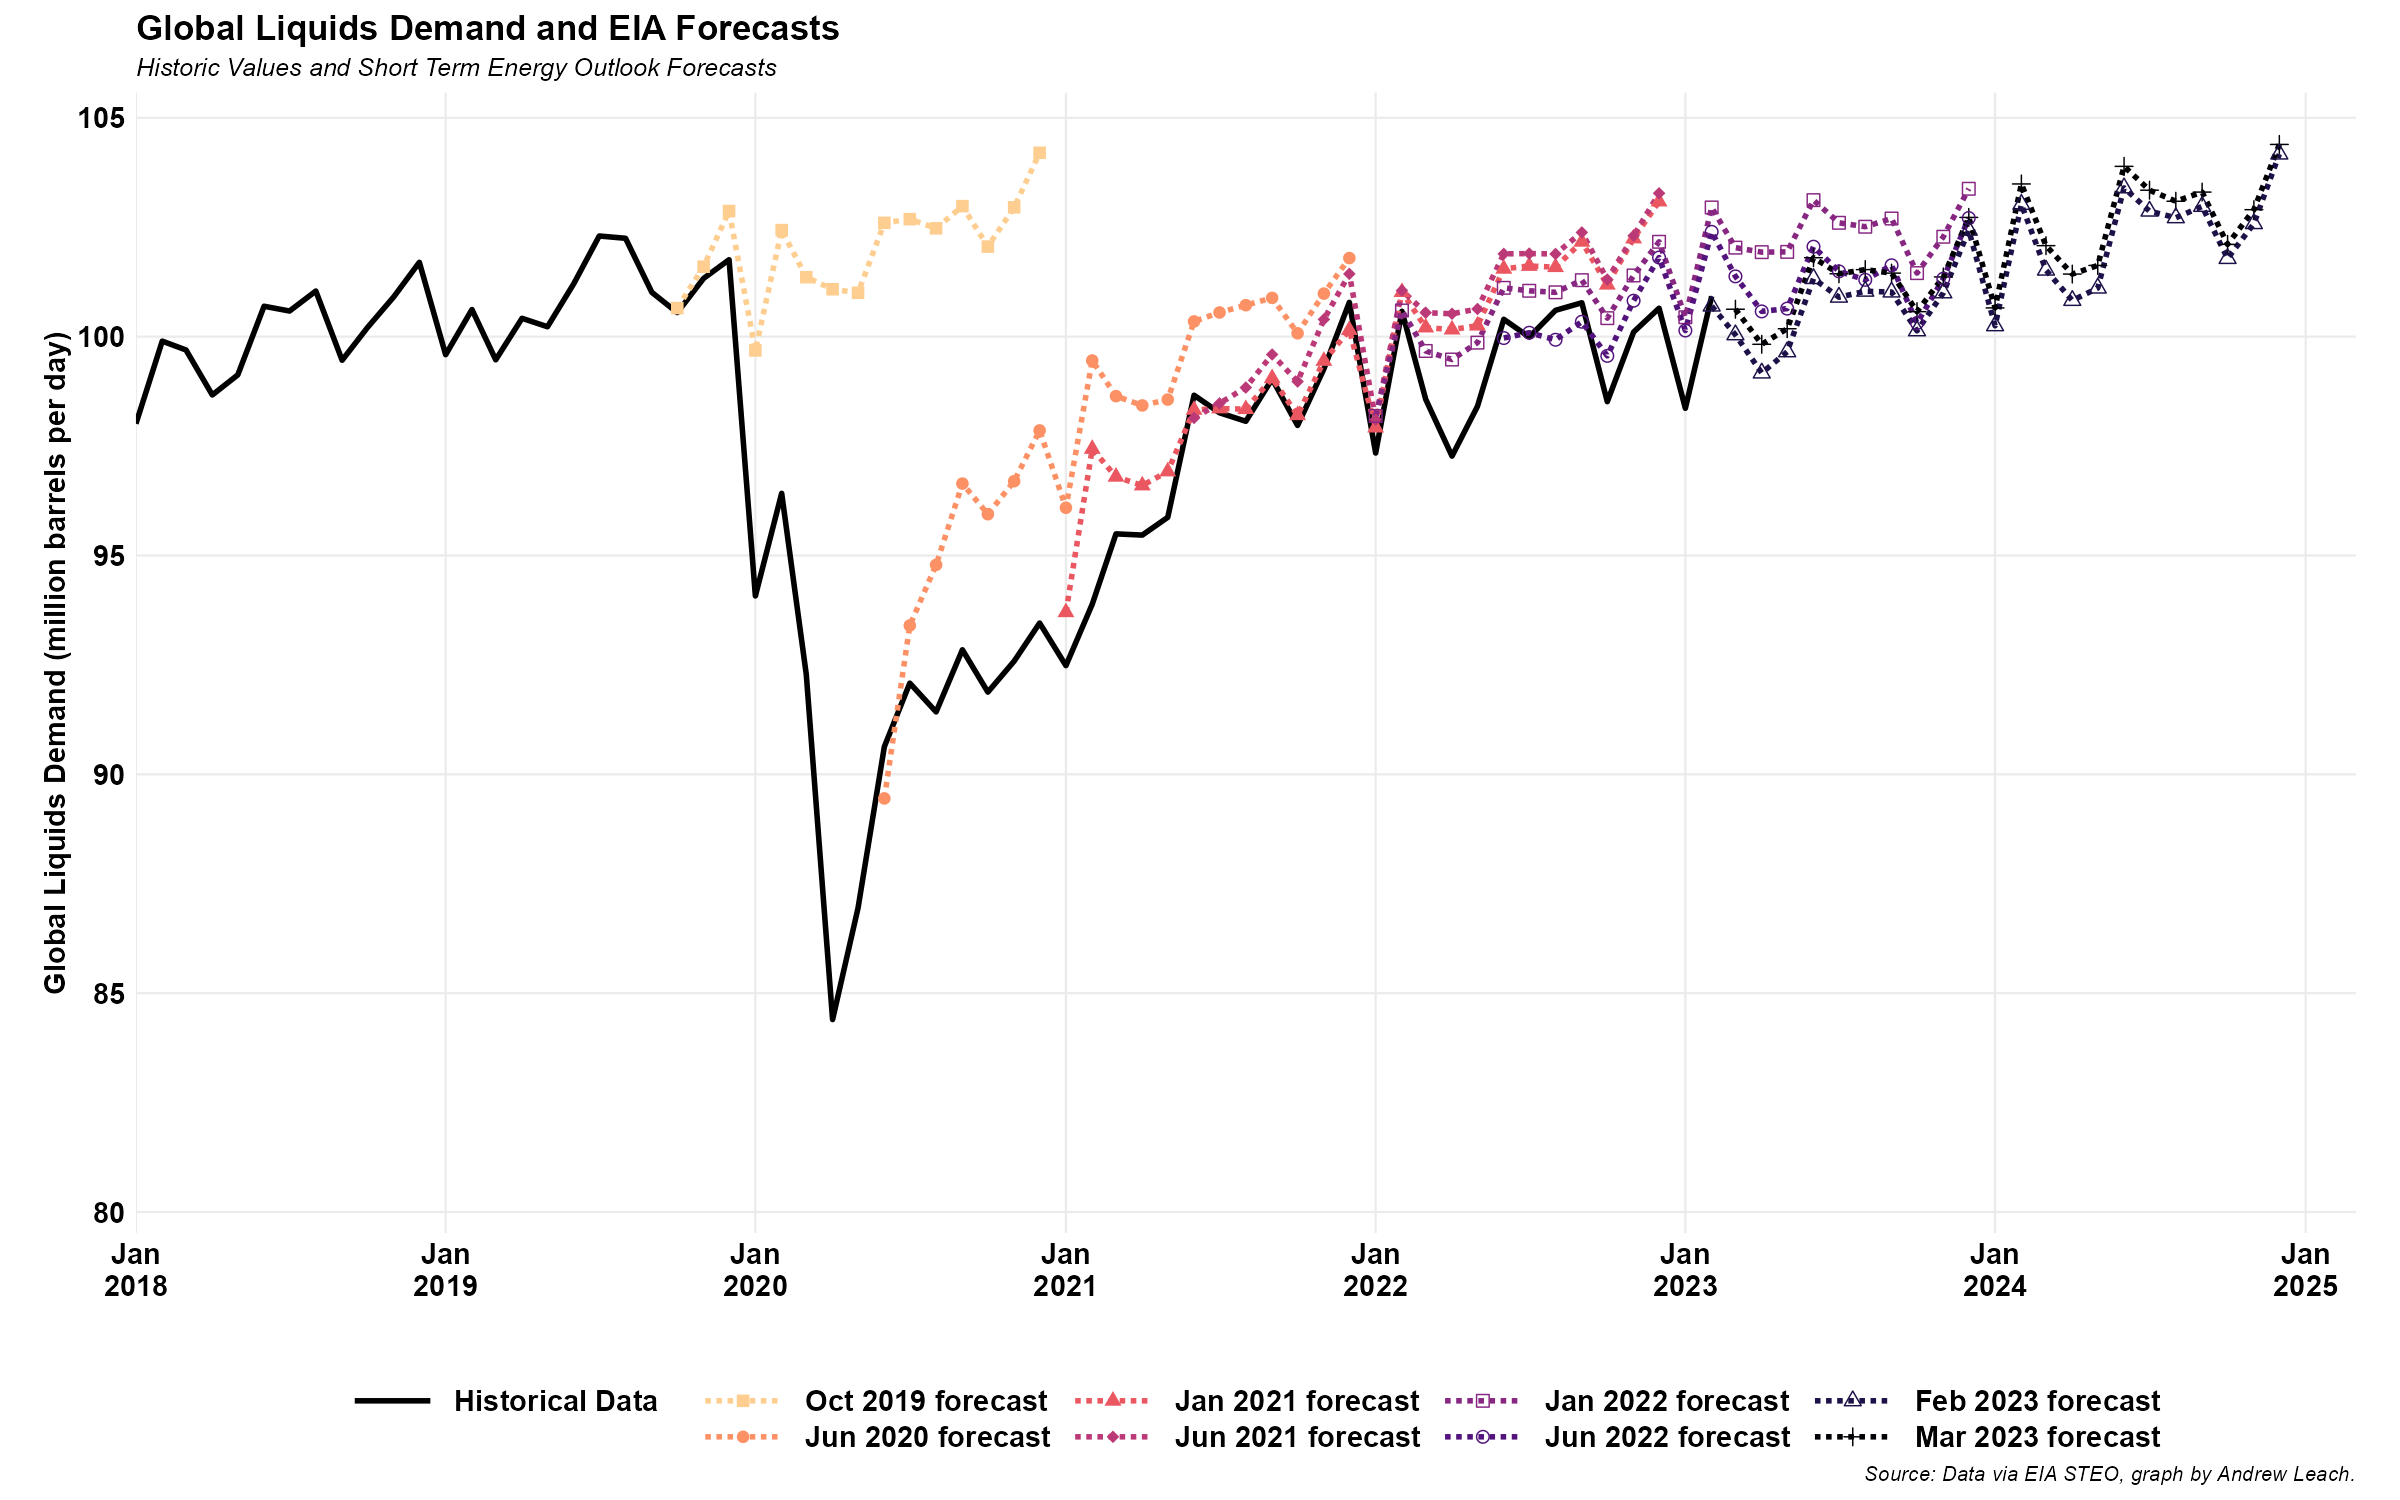 Global Liquids Demand and EIA Forecasts
Historic Values and Short Term Energy Outlook Forecasts
Global Liquids Demand (million barrels per day)
105
100
95
90
85
80
Jan
2018
Jan
2019
Jan
2020
Jan
2021
Jan
2022
Jan
2023
Jan
2024
Jan
2025
Historical Data
Oct 2019 forecast
Jun 2020 forecast
Jan 2021 forecast
Jun 2021 forecast
Jan 2022 forecast
Jun 2022 forecast
Feb 2023 forecast
Mar 2023 forecast
Source: Data via EIA STEO, graph by Andrew Leach.